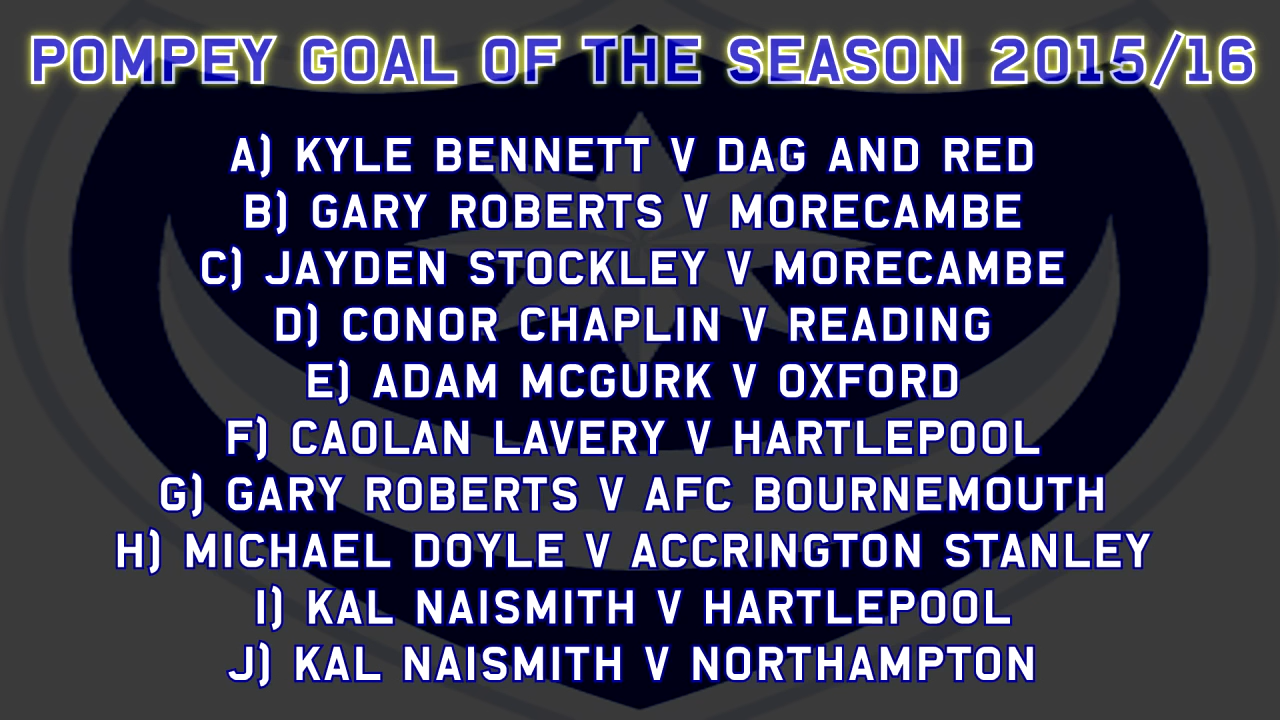 POMPEY GOAL OF THE SEASON 2015/16
A) KYLE BENNETT V DAG AND RED
B) GARY ROBERTS V MORECAMBE
C) JAYDEN STOCKLEY V MORECAMBE
D) CONOR CHAPLIN V READING
E) ADAM MCGURK V OXFORD
F) CAOLAN LAVERY V HARTLEPOOL
G) GARY ROBERTS V AFC BOURNEMOUTH
H) MICHAEL DOYLE V ACCRINGTON STANLEY
I) KAL NAISMITH V HARTLEPOOL
J) KAL NAISMITH V NORTHAMPTON